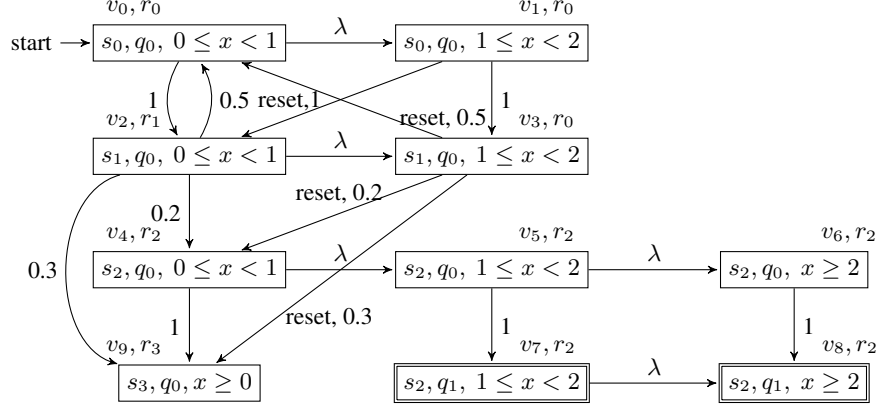 v₀, r₀ v₁, r₀
start s₀, q₀, 0 ≤ x < 1 λ s₀, q₀, 1 ≤ x < 2
1 0.5 reset, 1 reset, 0.5 1
v₂, r₁ v₃, r₀
s₁, q₀, 0 ≤ x < 1 λ s₁, q₀, 1 ≤ x < 2
0.2 reset, 0.2
v₄, r₂ v₅, r₂ v₆, r₂
s₂, q₀, 0 ≤ x < 1 λ s₂, q₀, 1 ≤ x < 2 λ s₂, q₀, x ≥ 2
0.3 1 reset, 0.3 1 1
v₉, r₃ v₇, r₂ v₈, r₂
s₃, q₀, x ≥ 0 s₂, q₁, 1 ≤ x < 2 λ s₂, q₁, x ≥ 2